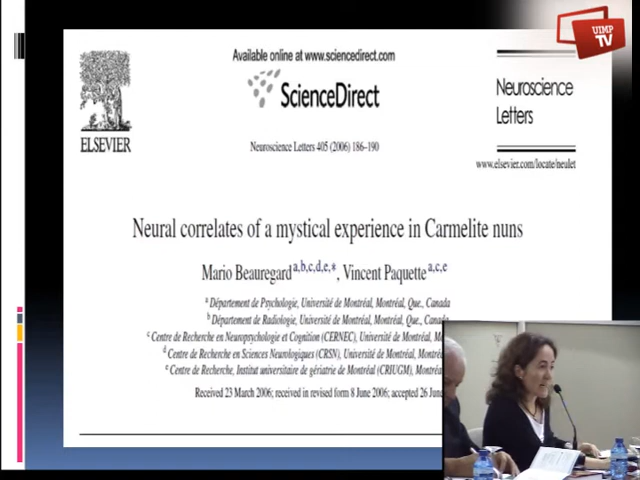 UIMP
TV
Available online at www.sciencedirect.com
ScienceDirect
ELSEVIER
Neuroscience
Letters
Neuroscience Letters 405 (2006) 186–190
www.elsevier.com/locate/neulet
Neural correlates of a mystical experience in Carmelite nuns
Mario Beauregard a,b,c,d,e,*, Vincent Paquette a,c,e
a Département de Psychologie, Université de Montréal, Montréal, Que., Canada
b Département de Radiologie, Université de Montréal, Montréal, Que., Canada
c Centre de Recherche en Neuropsychologie et Cognition (CERNEC), Université de Montréal,
d Centre de Recherche en Sciences Neurologiques (CRSN), Université de Montréal,
e Centre de Recherche, Institut universitaire de gériatrie de Montréal (CRIUGM),
Received 23 March 2006; received in revised form 8 June 2006; accepted 26